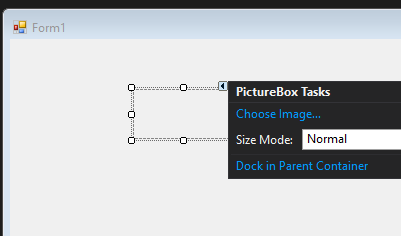 Form1
PictureBox Tasks
Choose Image...
Size Mode: Normal
Dock in Parent Container